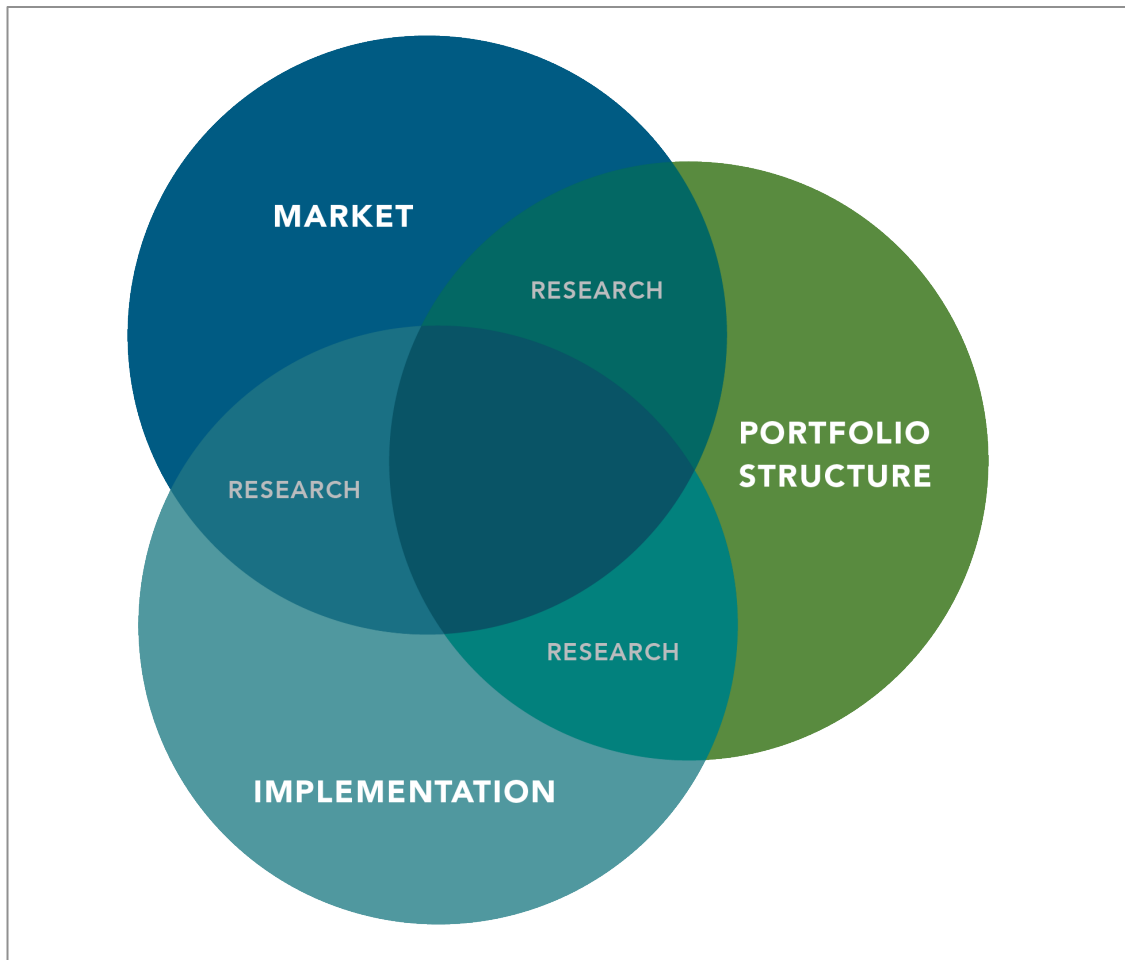 MARKET
RESEARCH
PORTFOLIO
STRUCTURE
RESEARCH
RESEARCH
IMPLEMENTATION